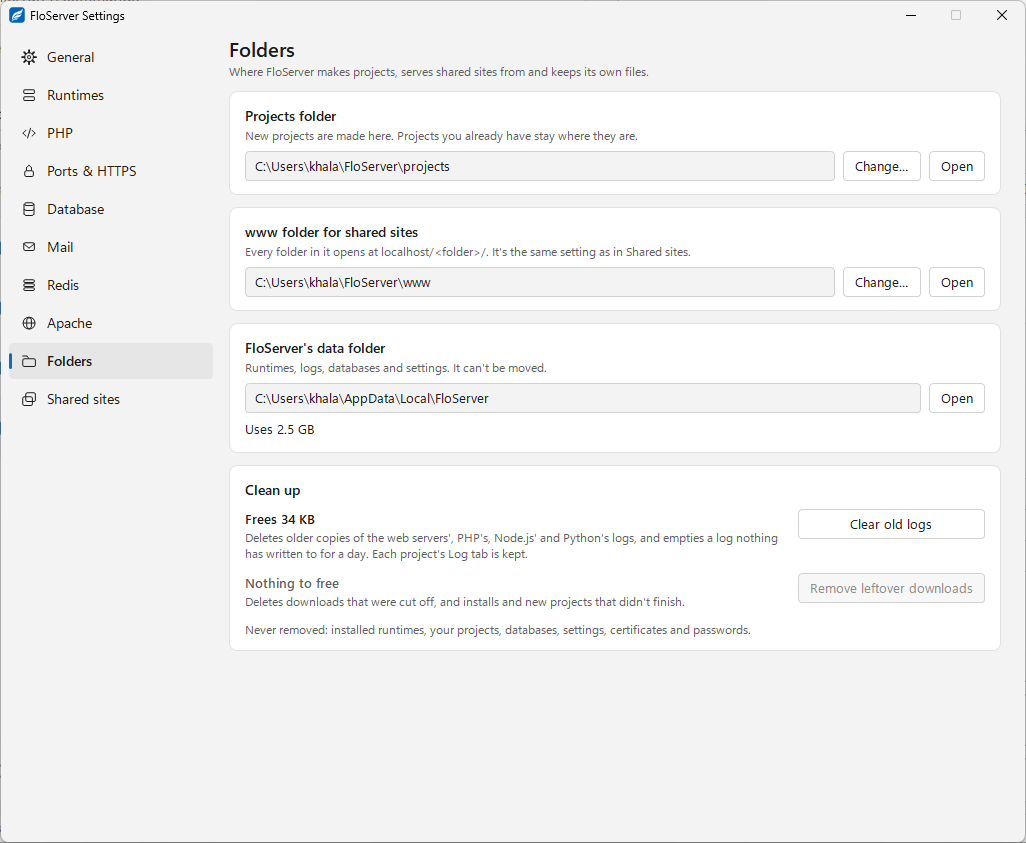 FloServer Settings
General
Runtimes
PHP
Ports & HTTPS
Database
Mail
Redis
Apache
Folders
Shared sites
Folders
Where FloServer makes projects, serves shared sites from and keeps its own files.
Projects folder
New projects are made here. Projects you already have stay where they are.
C:\Users\khala\FloServer\projects
Change...
Open
www folder for shared sites
Every folder in it opens at localhost/<folder>/. It's the same setting as in Shared sites.
C:\Users\khala\FloServer\www
Change...
Open
FloServer's data folder
Runtimes, logs, databases and settings. It can't be moved.
C:\Users\khala\AppData\Local\FloServer
Open
Uses 2.5 GB
Clean up
Frees 34 KB
Deletes older copies of the web servers', PHP's, Node.js' and Python's logs, and empties a log nothing
has written to for a day. Each project's Log tab is kept.
Clear old logs
Nothing to free
Deletes downloads that were cut off, and installs and new projects that didn't finish.
Remove leftover downloads
Never removed: installed runtimes, your projects, databases, settings, certificates and passwords.